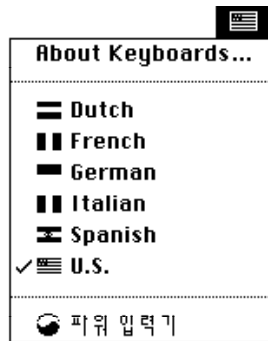 About Keyboards...
Dutch
French
German
Italian
Spanish
U.S.
파워 입력기